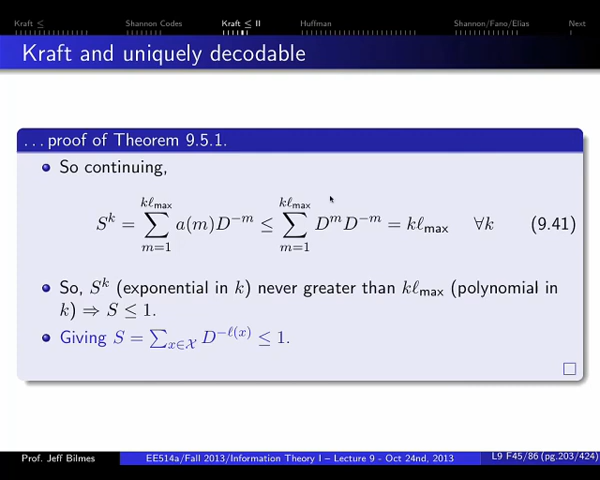 Kraft ≤ Shannon Codes Kraft ≤ II Huffman Shannon/Fano/Elias Next
Kraft and uniquely decodable
... proof of Theorem 9.5.1.
So continuing,
S^k = \sum_{m=1}^{kℓ_max} a(m)D^{-m} ≤ \sum_{m=1}^{kℓ_max} D^m D^{-m} = kℓ_max ∀k (9.41)
So, S^k (exponential in k) never greater than kℓ_max (polynomial in
k) ⇒ S ≤ 1.
Giving S = \sum_{x∈𝒳} D^{-ℓ(x)} ≤ 1.
Prof. Jeff Bilmes EE514a/Fall 2013/Information Theory I – Lecture 9 - Oct 24nd, 2013 L9 F45/86 (pg.203/424)